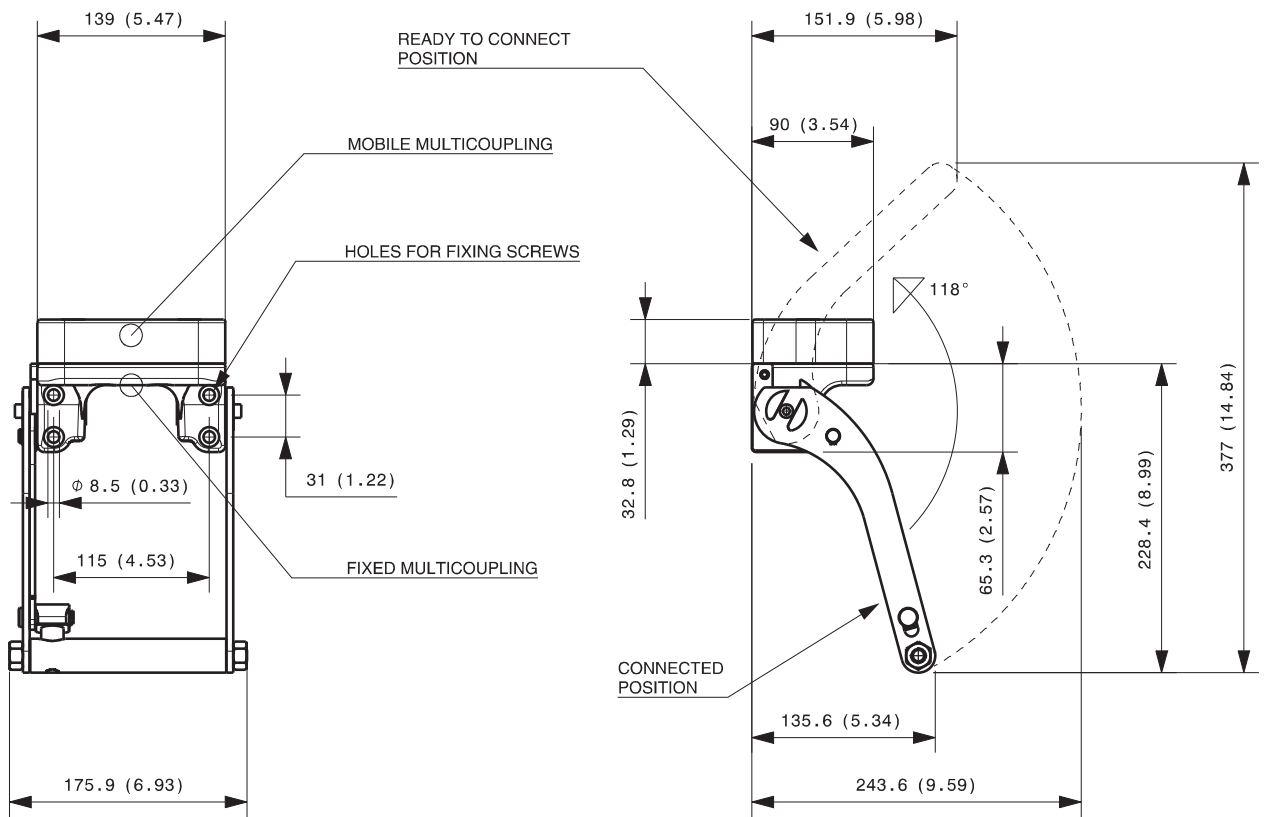 139 (5.47)
151.9 (5.98)
READY TO CONNECT
POSITION
90 (3.54)
MOBILE MULTICOUPLING
HOLES FOR FIXING SCREWS
118°
32.8 (1.29)
377 (14.84)
31 (1.22)
ϕ 8.5 (0.33)
65.3 (2.57)
228.4 (8.99)
115 (4.53)
FIXED MULTICOUPLING
CONNECTED
POSITION
135.6 (5.34)
175.9 (6.93)
243.6 (9.59)